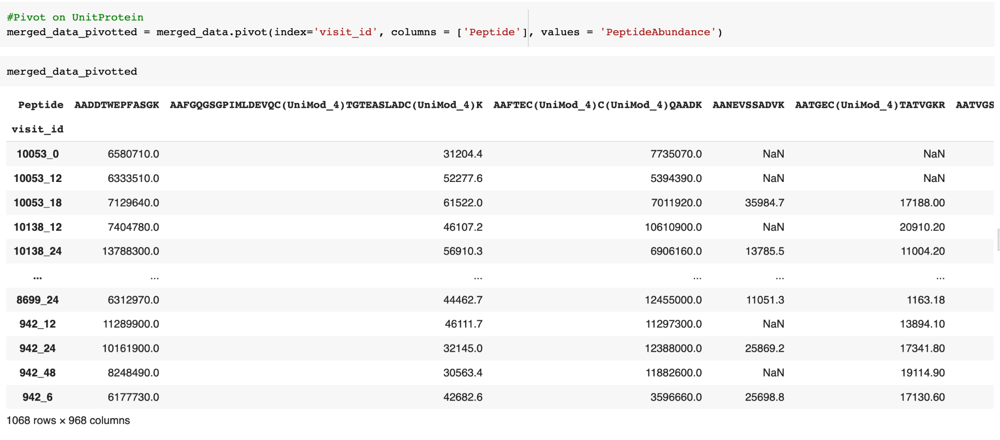 #Pivot on UnitProtein
merged_data_pivotted = merged_data.pivot(index='visit_id', columns = ['Peptide'], values = 'PeptideAbundance')
merged_data_pivotted
Peptide AADDTWEPFASGK AAFGQGSGPIMLDEVQC(UniMod_4)TGTEASLADC(UniMod_4)K AAFTEC(UniMod_4)C(UniMod_4)QAADK AANEVSSADVK AATGEC(UniMod_4)TATVGKR AATVGS
visit_id
10053_0 6580710.0 31204.4 7735070.0 NaN NaN
10053_12 6333510.0 52277.6 5394390.0 NaN NaN
10053_18 7129640.0 61522.0 7011920.0 35984.7 17188.00
10138_12 7404780.0 46107.2 10610900.0 NaN 20910.20
10138_24 13788300.0 56910.3 6906160.0 13785.5 11004.20
... ... ... ... ... ...
8699_24 6312970.0 44462.7 12455000.0 11051.3 1163.18
942_12 11289900.0 46111.7 11297300.0 NaN 13894.10
942_24 10161900.0 32145.0 12388000.0 25869.2 17341.80
942_48 8248490.0 30563.4 11882600.0 NaN 19114.90
942_6 6177730.0 42682.6 3596660.0 25698.8 17130.60
1068 rows × 968 columns